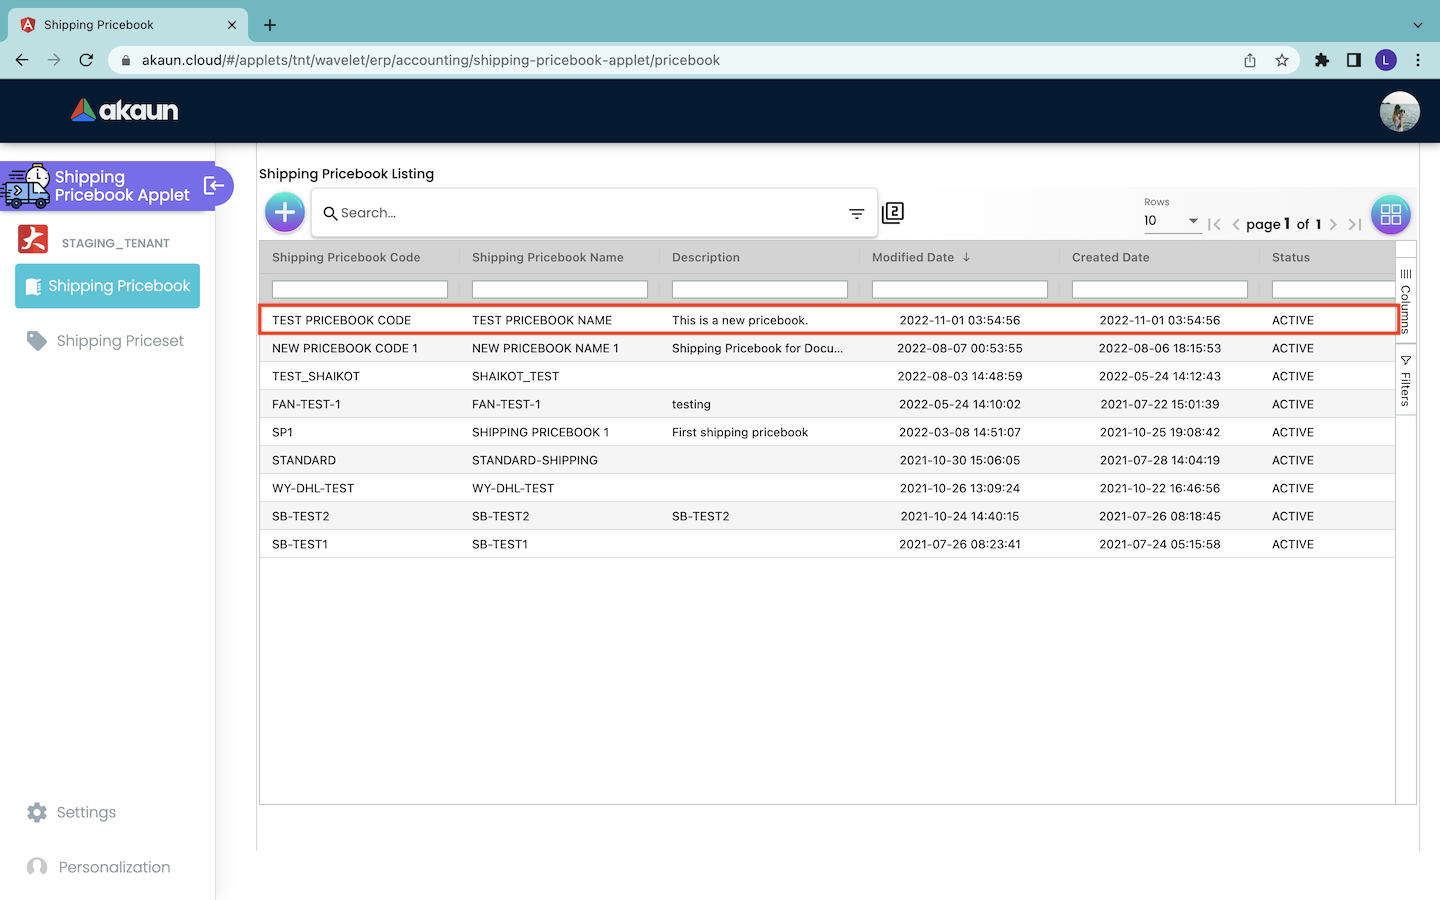 Shipping Pricebook
akaun.cloud/#/applets/tnt/wavelet/erp/accounting/shipping-pricebook-applet/pricebook
L
akaun
Shipping
Pricebook Applet
STAGING_TENANT
Shipping Pricebook
Shipping Priceset
Settings
Personalization
Shipping Pricebook Listing
Search...
2
Rows
10
page 1 of 1
Shipping Pricebook Code Shipping Pricebook Name Description Modified Date Created Date Status
TEST PRICEBOOK CODE TEST PRICEBOOK NAME This is a new pricebook. 2022-11-01 03:54:56 2022-11-01 03:54:56 ACTIVE
NEW PRICEBOOK CODE 1 NEW PRICEBOOK NAME 1 Shipping Pricebook for Docu... 2022-08-07 00:53:55 2022-08-06 18:15:53 ACTIVE
TEST_SHAIKOT SHAIKOT_TEST 2022-08-03 14:48:59 2022-05-24 14:12:43 ACTIVE
FAN-TEST-1 FAN-TEST-1 testing 2022-05-24 14:10:02 2021-07-22 15:01:39 ACTIVE
SP1 SHIPPING PRICEBOOK 1 First shipping pricebook 2022-03-08 14:51:07 2021-10-25 19:08:42 ACTIVE
STANDARD STANDARD-SHIPPING 2021-10-30 15:06:05 2021-07-28 14:04:19 ACTIVE
WY-DHL-TEST WY-DHL-TEST 2021-10-26 13:09:24 2021-10-22 16:46:56 ACTIVE
SB-TEST2 SB-TEST2 SB-TEST2 2021-10-24 14:40:15 2021-07-26 08:18:45 ACTIVE
SB-TEST1 SB-TEST1 2021-07-26 08:23:41 2021-07-24 05:15:58 ACTIVE
Columns
Filters